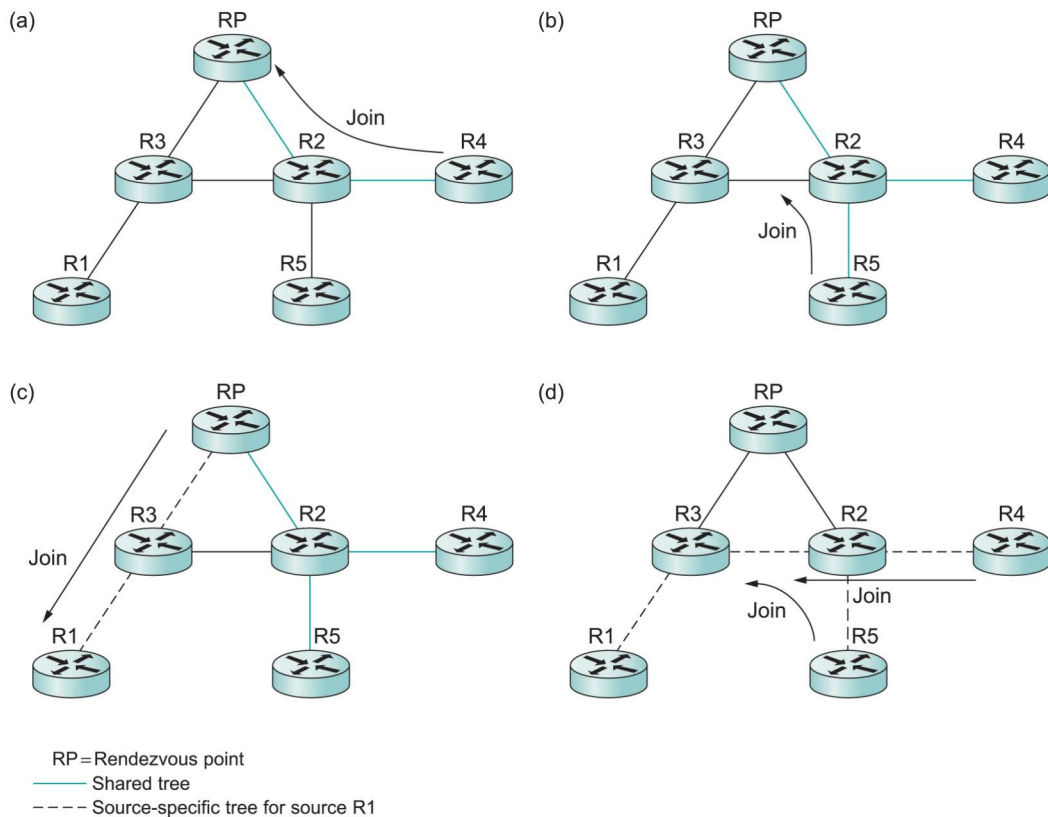 (a)
RP
Join
R3
R2
R4
R1
R5
(b)
RP
R3
R2
R4
Join
R1
R5
(c)
RP
R3
R2
R4
Join
R1
R5
(d)
RP
R3
R2
R4
Join
Join
R1
R5
RP=Rendezvous point
Shared tree
Source-specific tree for source R1